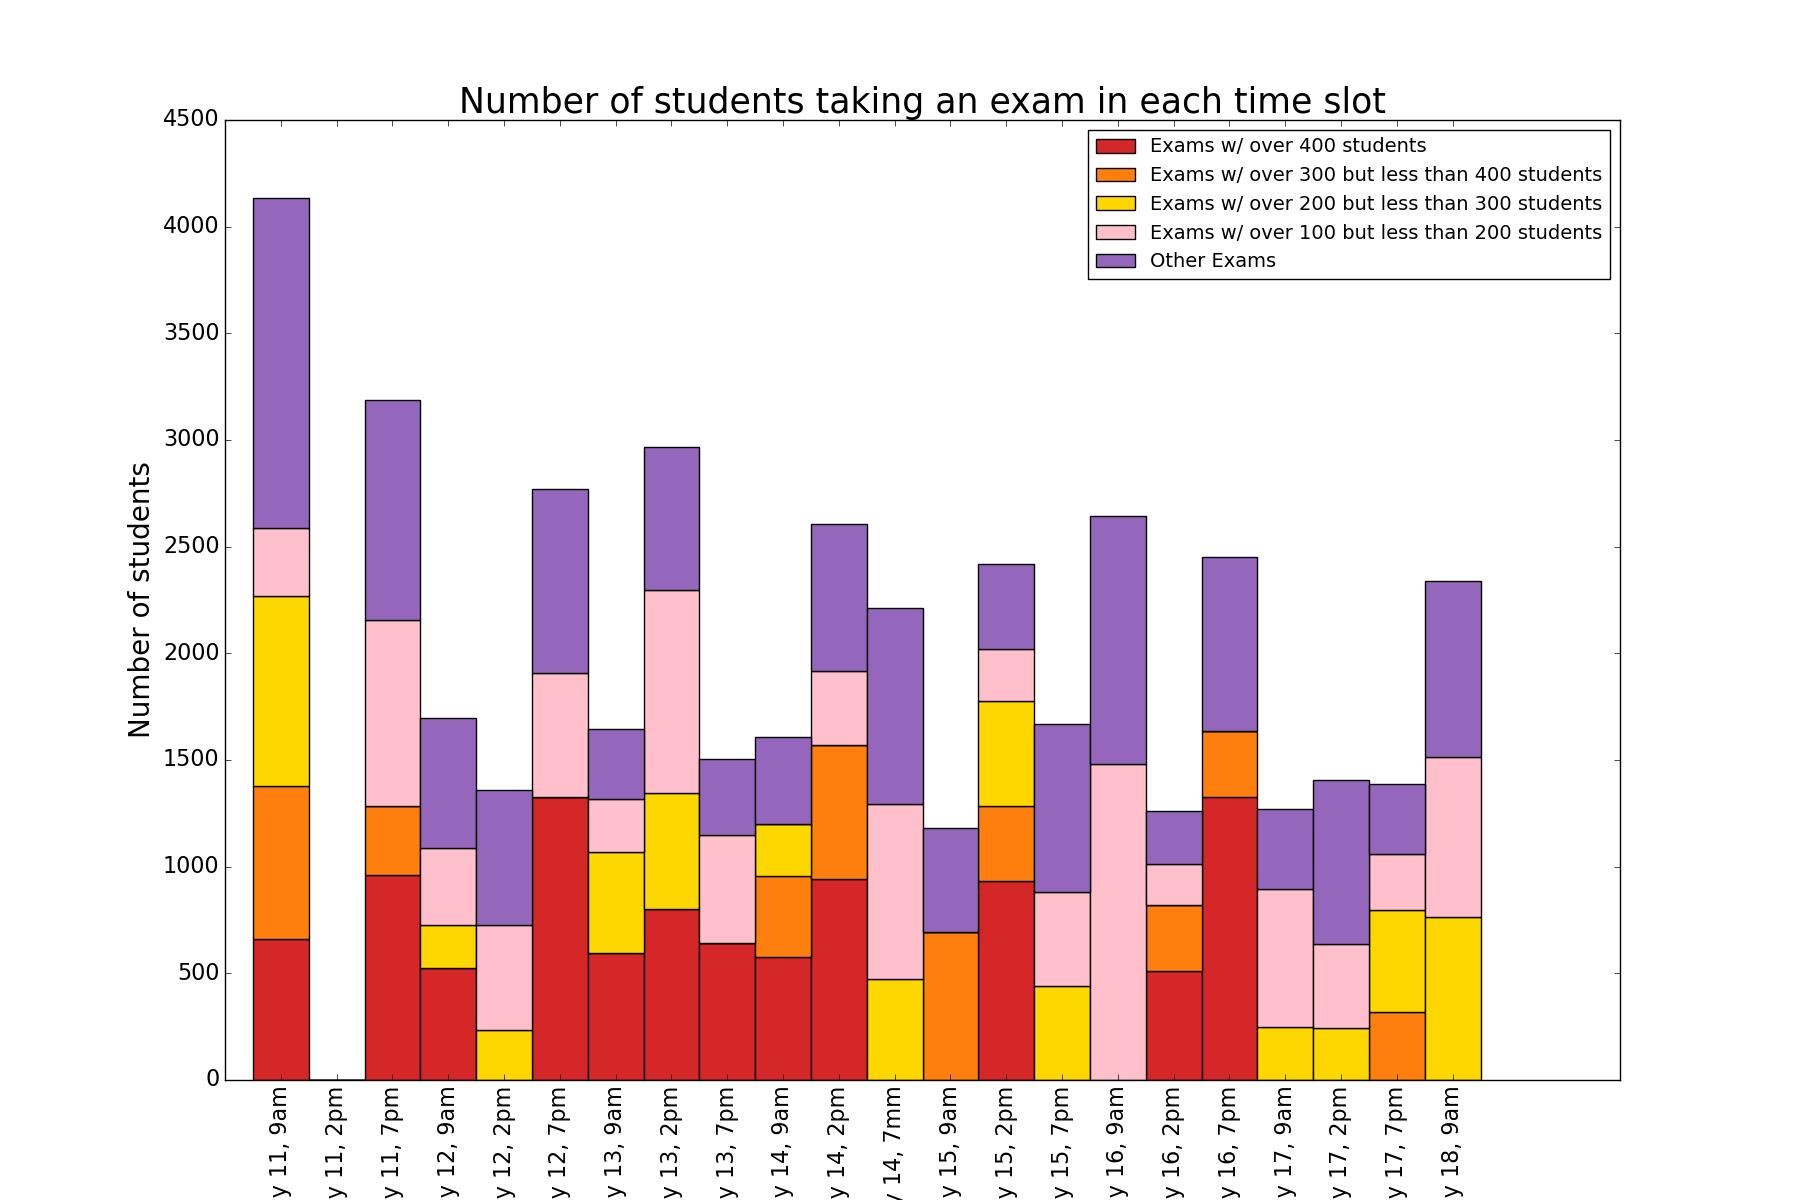 Number of students taking an exam in each time slot
Exams w/ over 400 students
Exams w/ over 300 but less than 400 students
Exams w/ over 200 but less than 300 students
Exams w/ over 100 but less than 200 students
Other Exams
Number of students
4500
4000
3500
3000
2500
2000
1500
1000
500
0
y 11, 9am
y 11, 2pm
y 11, 7pm
y 12, 9am
y 12, 2pm
y 12, 7pm
y 13, 9am
y 13, 2pm
y 13, 7pm
y 14, 9am
y 14, 2pm
y 14, 7mm
y 15, 9am
y 15, 2pm
y 15, 7pm
y 16, 9am
y 16, 2pm
y 16, 7pm
y 17, 9am
y 17, 2pm
y 17, 7pm
y 18, 9am